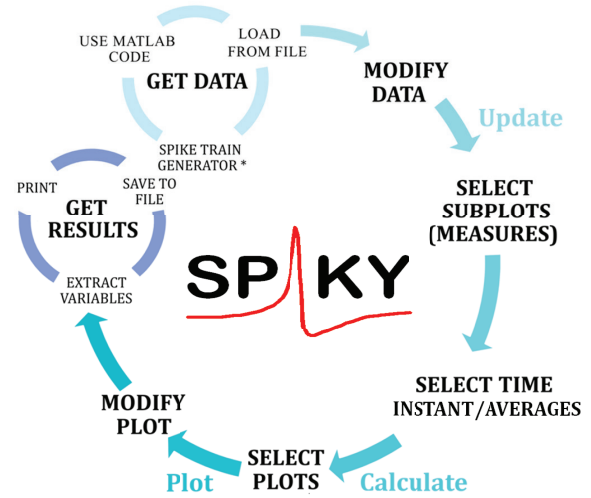 USE MATLAB
CODE
LOAD
FROM FILE
GET DATA
SPIKE TRAIN
GENERATOR *
MODIFY
DATA
Update
SELECT
SUBPLOTS
(MEASURES)
SELECT TIME
INSTANT/AVERAGES
Calculate
SELECT
PLOTS
Plot
MODIFY
PLOT
EXTRACT
VARIABLES
PRINT
SAVE TO
FILE
GET
RESULTS
SPIKY